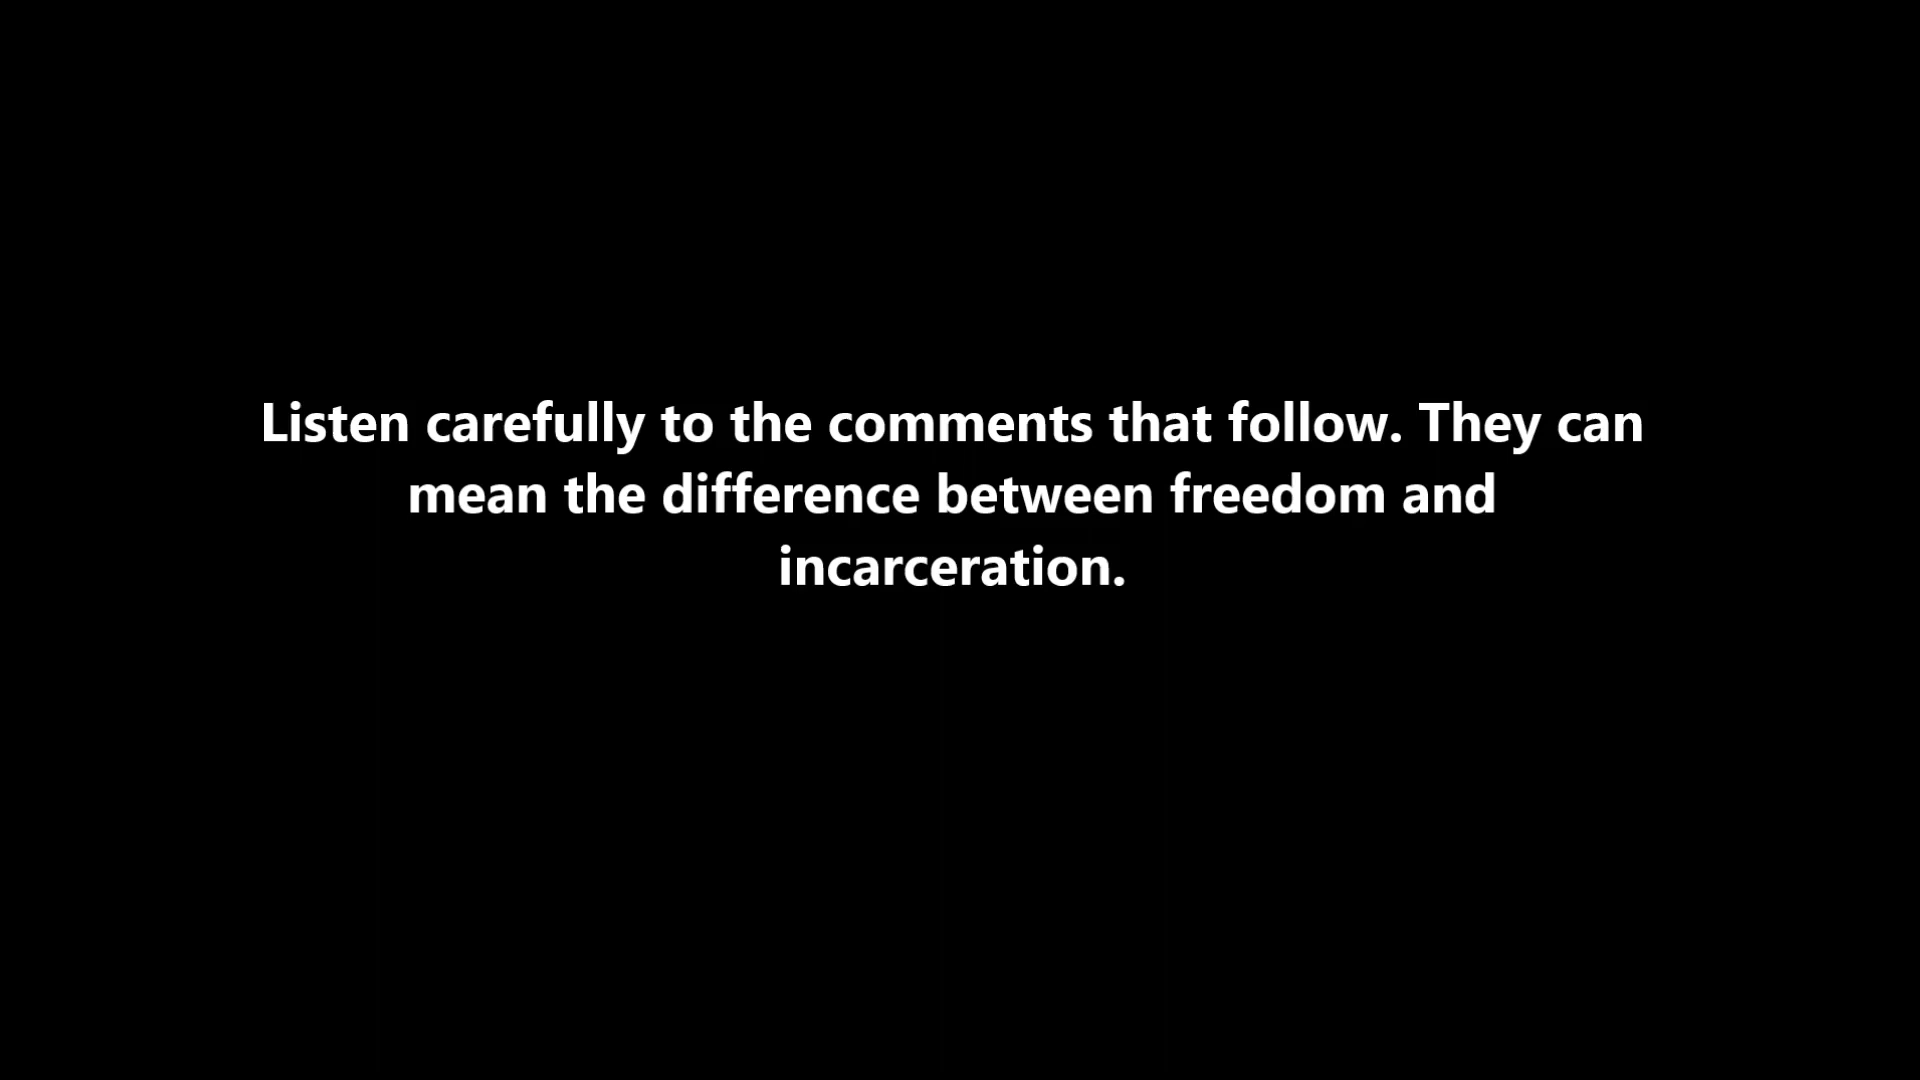 Listen carefully to the comments that follow. They can
mean the difference between freedom and
incarceration.